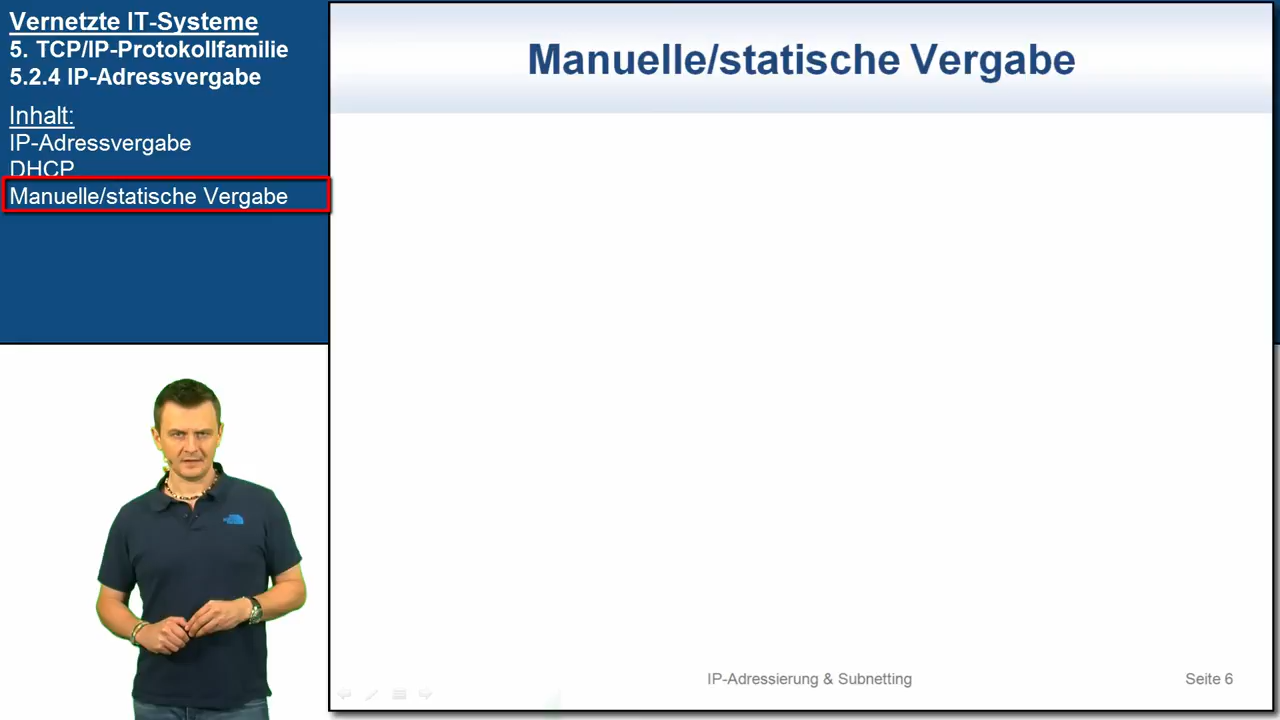 Vernetzte IT-Systeme
5. TCP/IP-Protokollfamilie
5.2.4 IP-Adressvergabe
Inhalt:
IP-Adressvergabe
DHCP
Manuelle/statische Vergabe
Manuelle/statische Vergabe
IP-Adressierung & Subnetting
Seite 6